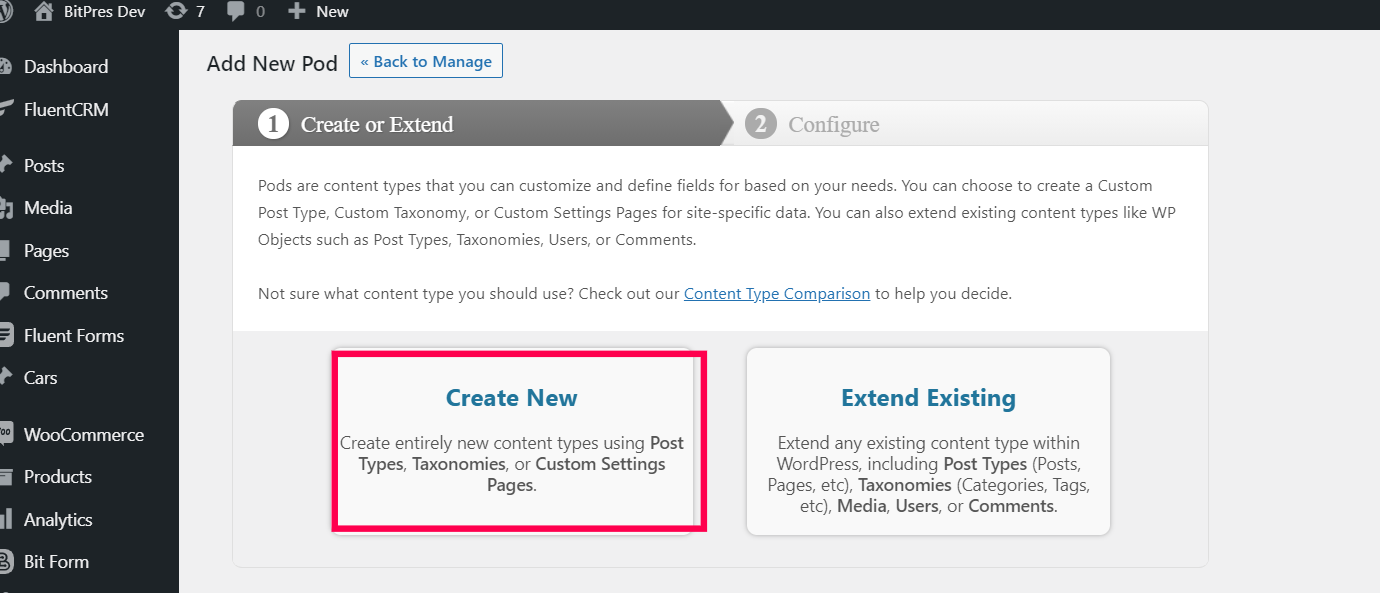 BitPres Dev 7 0 New
Dashboard
FluentCRM
Posts
Media
Pages
Comments
Fluent Forms
Cars
WooCommerce
Products
Analytics
Bit Form
Add New Pod « Back to Manage
1 Create or Extend 2 Configure
Pods are content types that you can customize and define fields for based on your needs. You can choose to create a Custom
Post Type, Custom Taxonomy, or Custom Settings Pages for site-specific data. You can also extend existing content types like WP
Objects such as Post Types, Taxonomies, Users, or Comments.
Not sure what content type you should use? Check out our Content Type Comparison to help you decide.
Create New
Create entirely new content types using Post
Types, Taxonomies, or Custom Settings
Pages.
Extend Existing
Extend any existing content type within
WordPress, including Post Types (Posts,
Pages, etc), Taxonomies (Categories, Tags,
etc), Media, Users, or Comments.